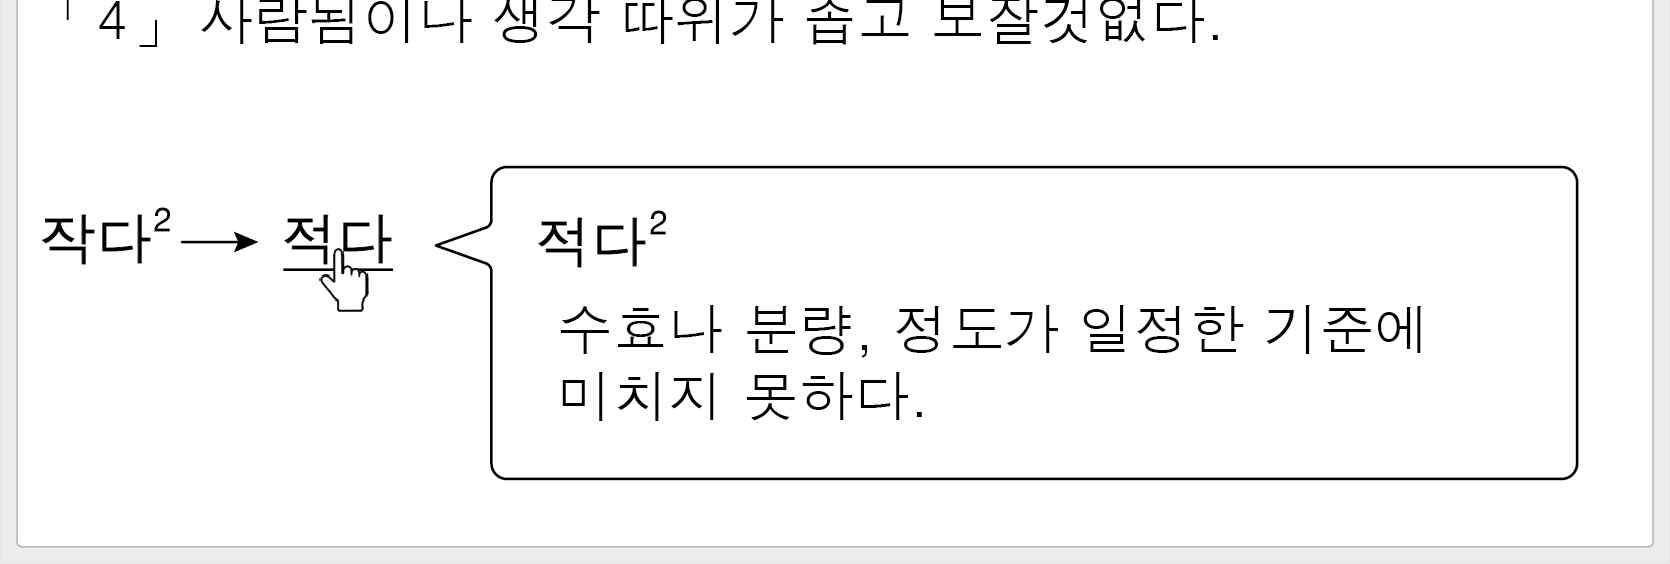 「4」 사람됨이나 생각 따위가 좁고 보잘것없다.
작다² → 적다
적다²
수효나 분량, 정도가 일정한 기준에
미치지 못하다.